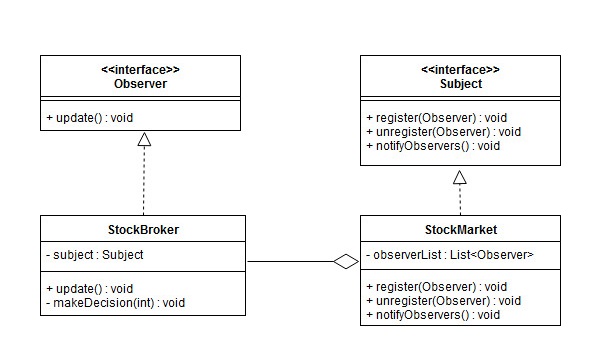 <<interface>>
Observer
+ update() : void
<<interface>>
Subject
+ register(Observer) : void
+ unregister(Observer) : void
+ notifyObservers() : void
StockBroker
- subject : Subject
+ update() : void
- makeDecision(int) : void
StockMarket
- observerList : List<Observer>
+ register(Observer) : void
+ unregister(Observer) : void
+ notifyObservers() : void